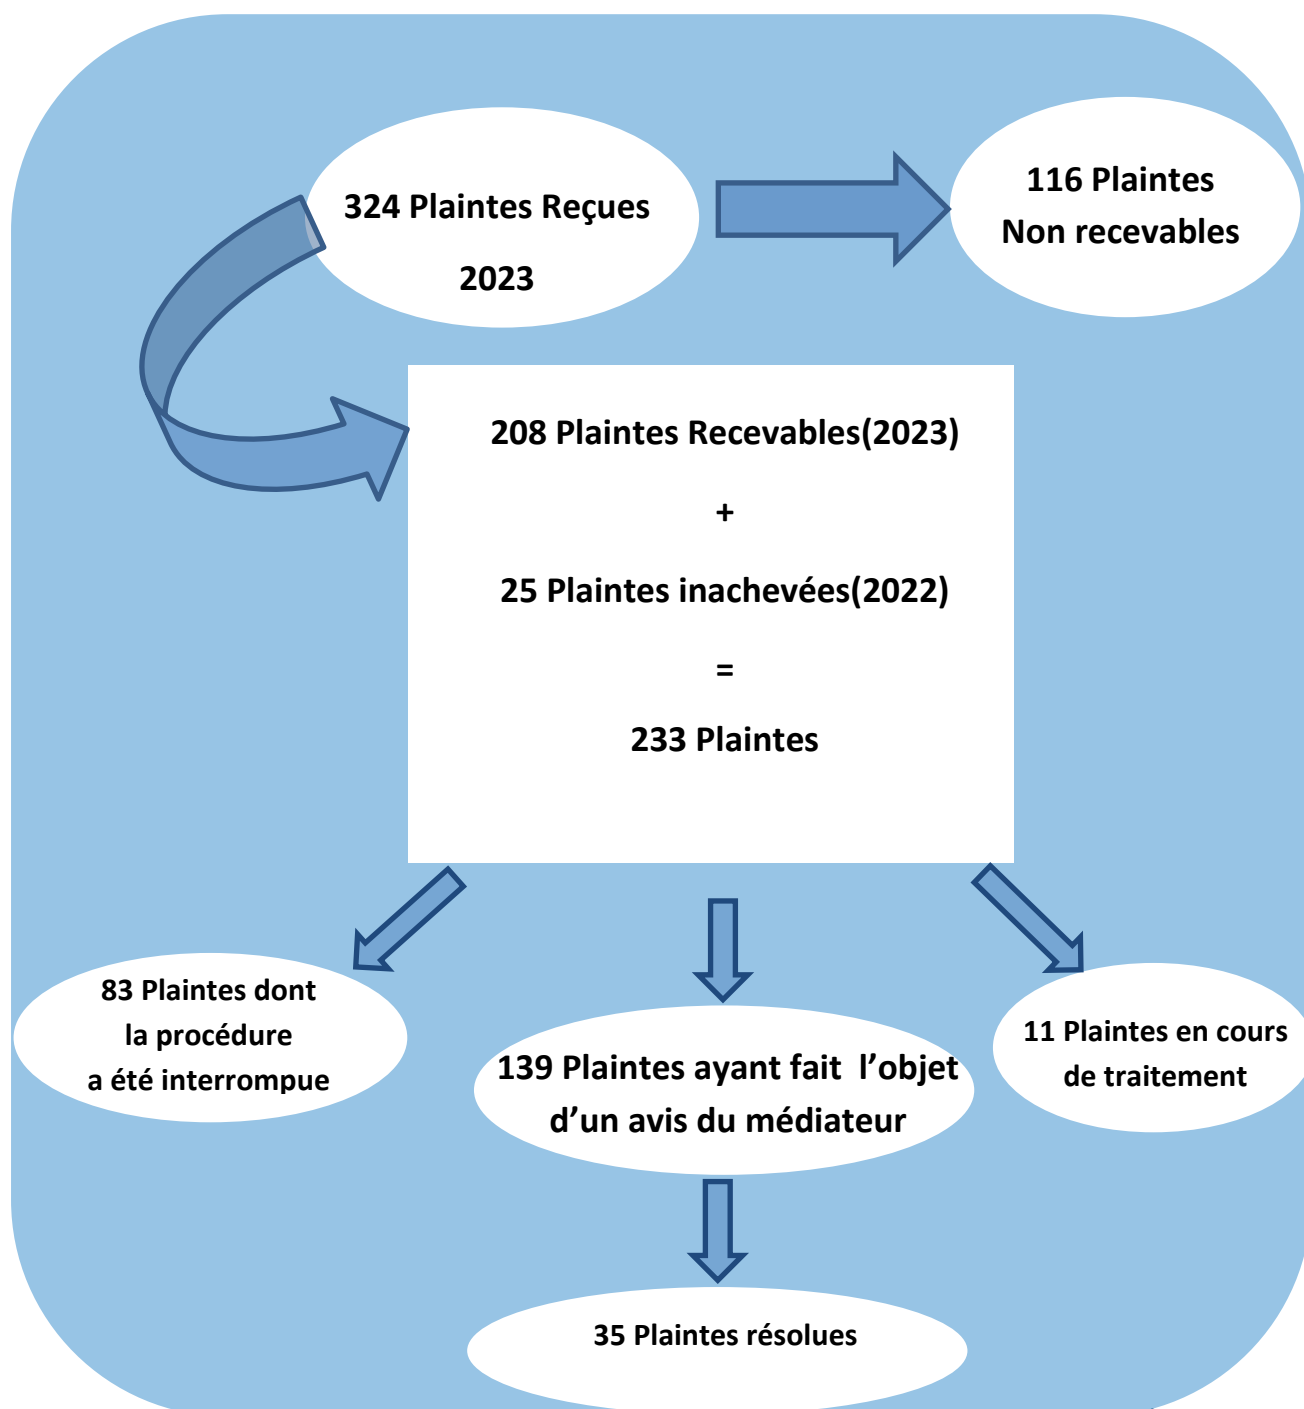 324 Plaintes Reçues
2023
116 Plaintes
Non recevables
208 Plaintes Recevables(2023)
+
25 Plaintes inachevées(2022)
=
233 Plaintes
83 Plaintes dont
la procédure
a été interrompue
139 Plaintes ayant fait l’objet
d’un avis du médiateur
11 Plaintes en cours
de traitement
35 Plaintes résolues